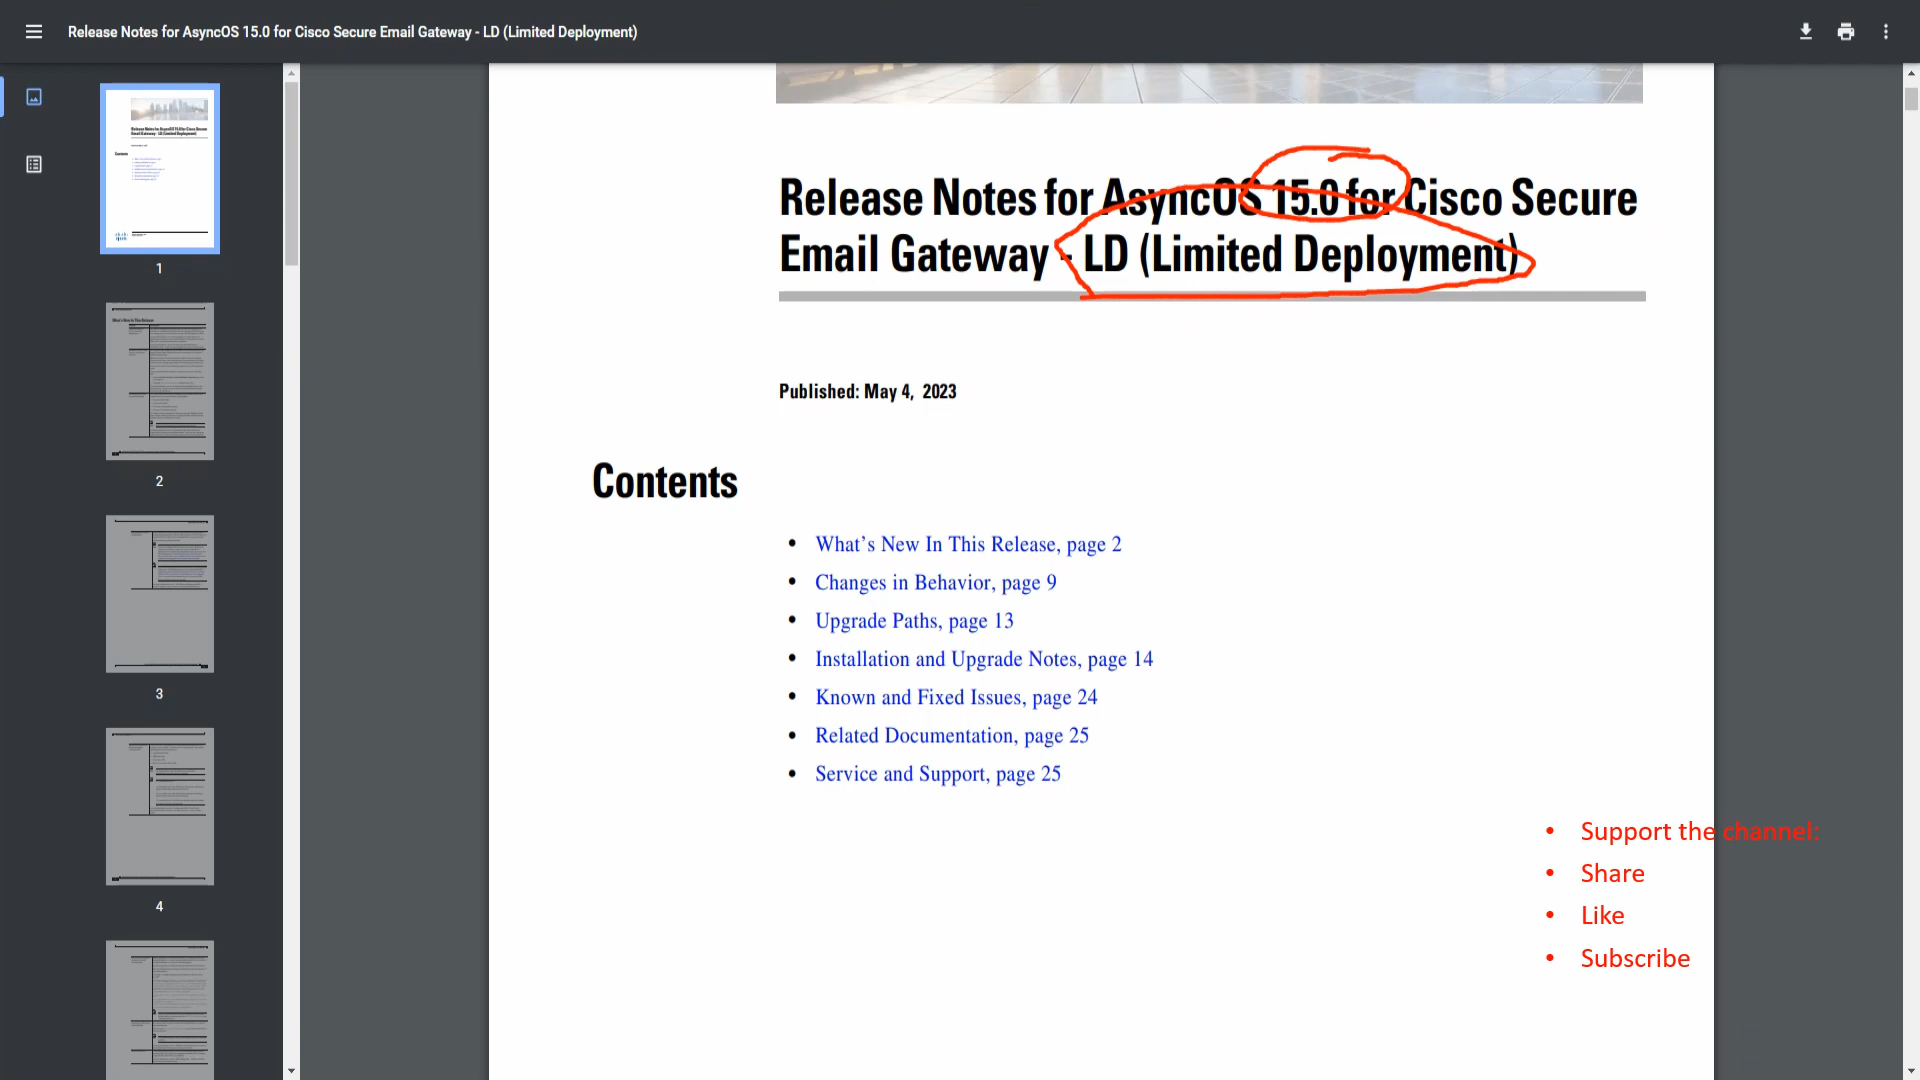 Release Notes for AsyncOS 15.0 for Cisco Secure Email Gateway - LD (Limited Deployment)
1
2
3
4
Release Notes for AsyncOS 15.0 for Cisco Secure
Email Gateway - LD (Limited Deployment)
Published: May 4, 2023
Contents
• What's New In This Release, page 2
• Changes in Behavior, page 9
• Upgrade Paths, page 13
• Installation and Upgrade Notes, page 14
• Known and Fixed Issues, page 24
• Related Documentation, page 25
• Service and Support, page 25
• Support the channel:
• Share
• Like
• Subscribe